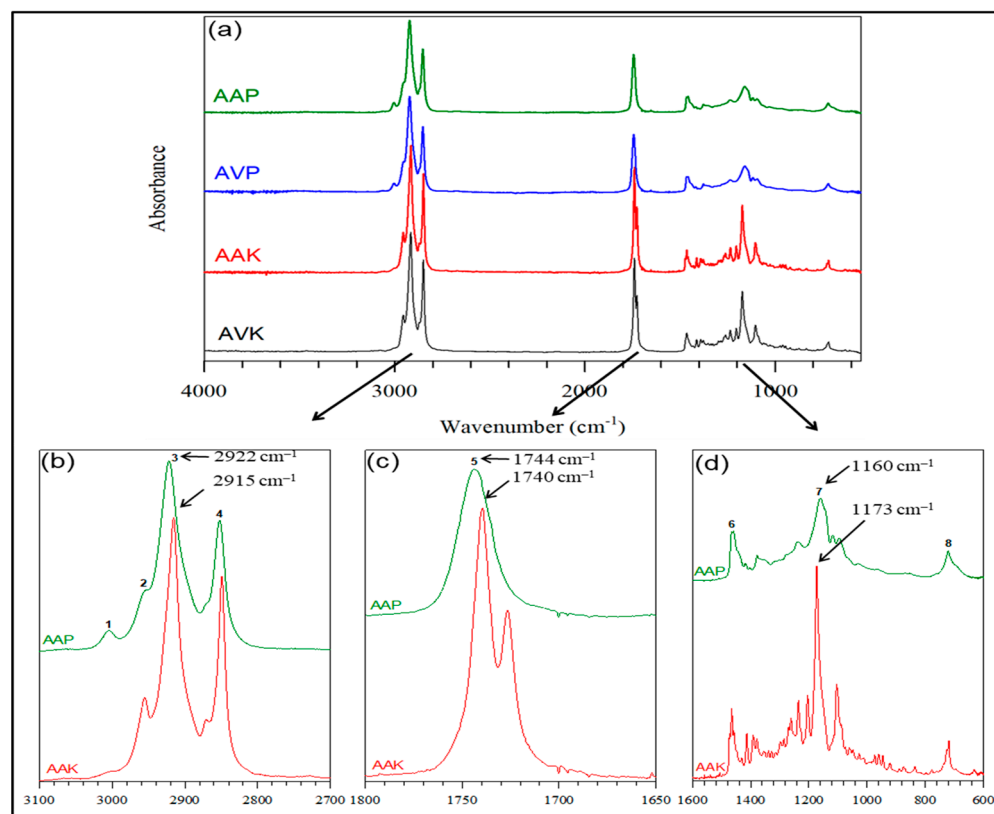 (a)
AAP
AVP
AAK
AVK
Absorbance
4000 3000 2000 1000
Wavenumber (cm⁻¹)
(b)
3
2922 cm⁻¹
2915 cm⁻¹
4
2
1
AAP
AAK
3100 3000 2900 2800 2700
(c)
5
1744 cm⁻¹
1740 cm⁻¹
AAP
AAK
1800 1750 1700 1650
(d)
7
1160 cm⁻¹
1173 cm⁻¹
6
8
AAP
AAK
1600 1400 1200 1000 800 600